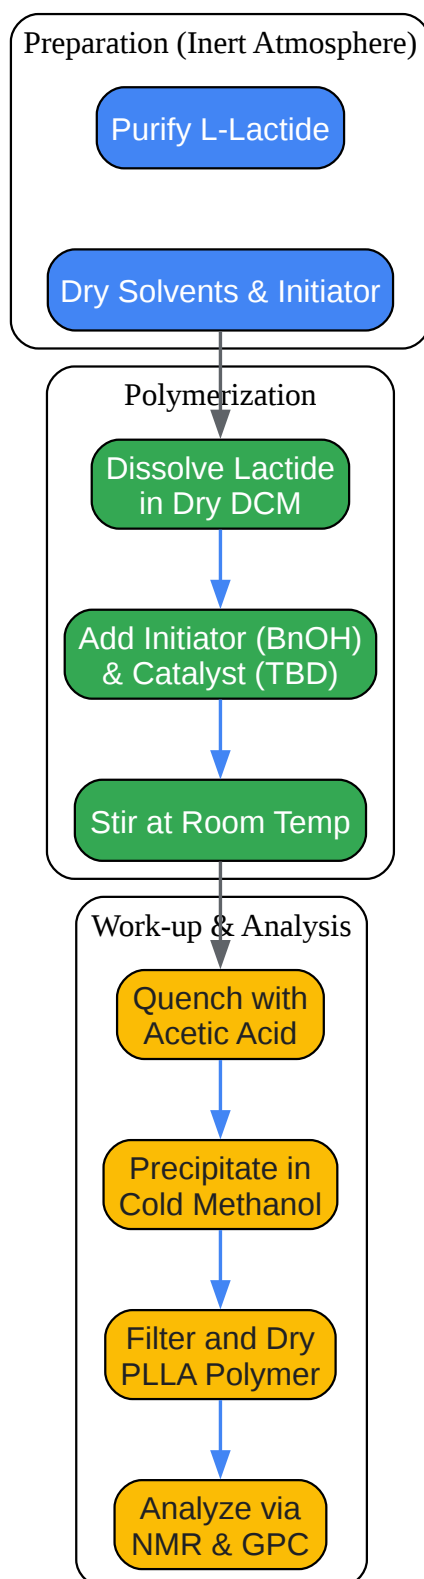 Preparation (Inert Atmosphere)
Purify L-Lactide
Dry Solvents & Initiator
Polymerization
Dissolve Lactide
in Dry DCM
Add Initiator (BnOH)
& Catalyst (TBD)
Stir at Room Temp
Work-up & Analysis
Quench with
Acetic Acid
Precipitate in
Cold Methanol
Filter and Dry
PLLA Polymer
Analyze via
NMR & GPC